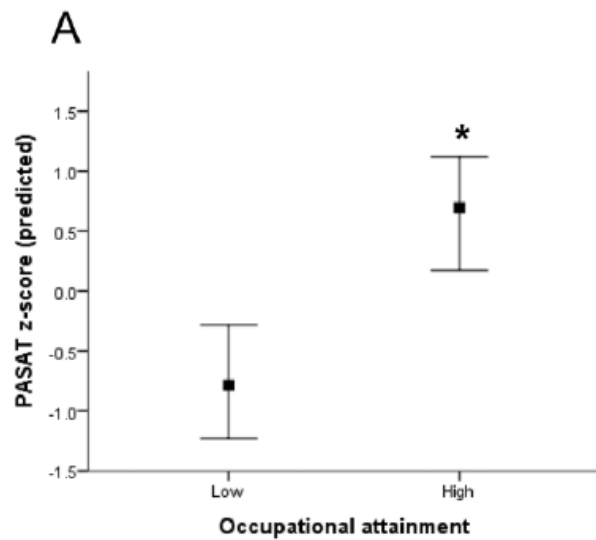 A
PASAT z-score (predicted)
1.5
1.0
0.5
0.0
-0.5
-1.0
-1.5
*
Low
High
Occupational attainment